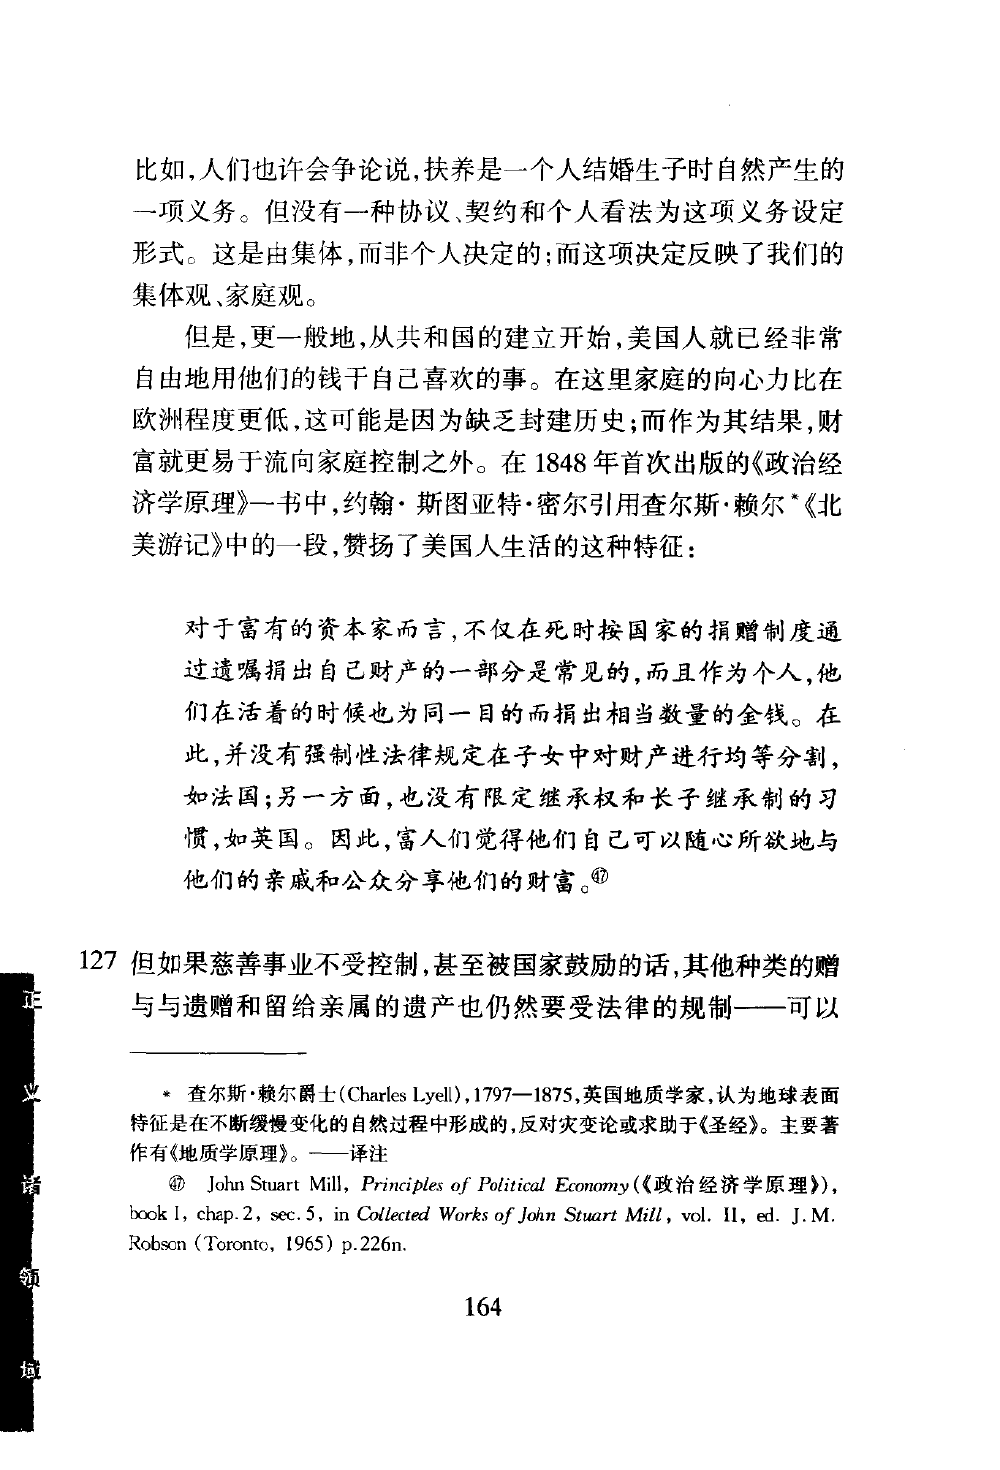 比如,人们也许会争论说,扶养是一个人结婚生子时自然产生的
一项义务。但没有一种协议、契约和个人看法为这项义务设定
形式。这是由集体,而非个人决定的;而这项决定反映了我们的
集体观、家庭观。
但是,更一般地,从共和国的建立开始,美国人就已经非常
自由地用他们的钱干自己喜欢的事。在这里家庭的向心力比在
欧洲程度更低,这可能是因为缺乏封建历史;而作为其结果,财
富就更易于流向家庭控制之外。在1848年首次出版的《政治经
济学原理》一书中,约翰·斯图亚特·密尔引用查尔斯·赖尔*《北
美游记》中的一段,赞扬了美国人生活的这种特征:
对于富有的资本家而言,不仅在死时按国家的捐赠制度通
过遗嘱捐出自己财产的一部分是常见的,而且作为个人,他
们在活着的时候也为同一目的而捐出相当数量的金钱。在
此,并没有强制性法律规定在子女中对财产进行均等分割,
如法国;另一方面,也没有限定继承权和长子继承制的习
惯,如英国。因此,富人们觉得他们自己可以随心所欲地与
他们的亲戚和公众分享他们的财富。㊼
127 但如果慈善事业不受控制,甚至被国家鼓励的话,其他种类的赠
与与遗赠和留给亲属的遗产也仍然要受法律的规制——可以
* 查尔斯·赖尔爵士(Charles Lyell),1797—1875,英国地质学家,认为地球表面
特征是在不断缓慢变化的自然过程中形成的,反对灾变论或求助于《圣经》。主要著
作有《地质学原理》。——译注
㊼ John Stuart Mill, Principles of Political Economy(《政治经济学原理》),
book I, chap.2, sec.5, in Collected Works of John Stuart Mill, vol. II, ed. J.M.
Robson (Toronto, 1965) p.226n.
164
正
义
诸
领
域